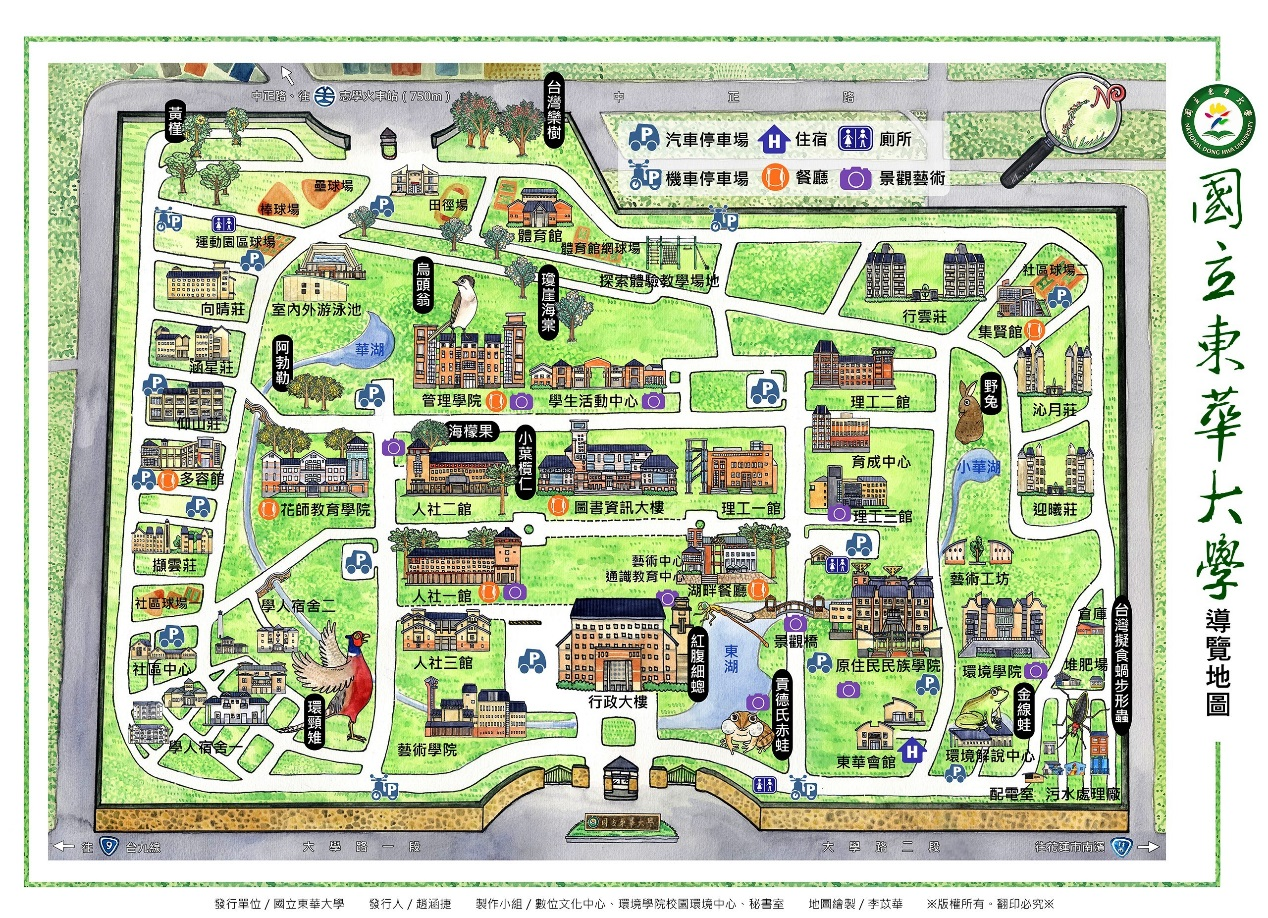 中正路、往 志學火車站（750m）
中 正 路
黃槿
台灣欒樹
P 汽車停車場 H 住宿 廁所
P 機車停車場 餐廳 景觀藝術
N
NATIONAL DONG HWA UNIVERSITY
國立東華大學
導覽地圖
壘球場
棒球場
田徑場
運動園區球場
體育館
體育館網球場
探索體驗教學場地
向晴莊
室內外游泳池
烏頭翁
瓊崖海棠
行雲莊
社區球場二
集賢館
涵星莊
華湖
阿勃勒
仰山莊
管理學院
學生活動中心
理工二館
野兔
沁月莊
海檬果
小葉欖仁
育成中心
小華湖
多容館
花師教育學院
人社二館
圖書資訊大樓
理工一館
理工三館
迎曦莊
擷雲莊
藝術中心
通識教育中心
湖畔餐廳
人社一館
藝術工坊
社區球場一
學人宿舍二
倉庫
台灣擬食蝸步形蟲
社區中心
人社三館
紅腹細蟌
東湖
景觀橋
原住民民族學院
環境學院
堆肥場
環頸雉
行政大樓
貢德氏赤蛙
金線蛙
學人宿舍一
藝術學院
東華會館
H
環境解說中心
配電室
污水處理廠
國立東華大學
往 9 台九線
大 學 路 一 段
大 學 路 二 段
往花蓮市南濱
發行單位 / 國立東華大學 發行人 / 趙涵捷 製作小組 / 數位文化中心、環境學院校園環境中心、秘書室 地圖繪製 / 李苡華 ※版權所有。翻印必究※